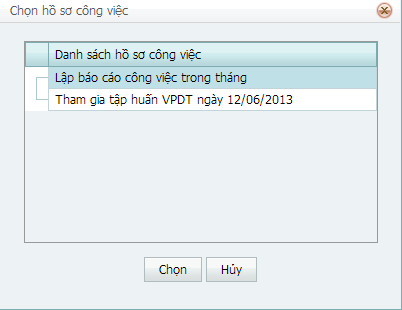 Chọn hồ sơ công việc
Danh sách hồ sơ công việc
Lập báo cáo công việc trong tháng
Tham gia tập huấn VPDT ngày 12/06/2013
Chọn
Hủy